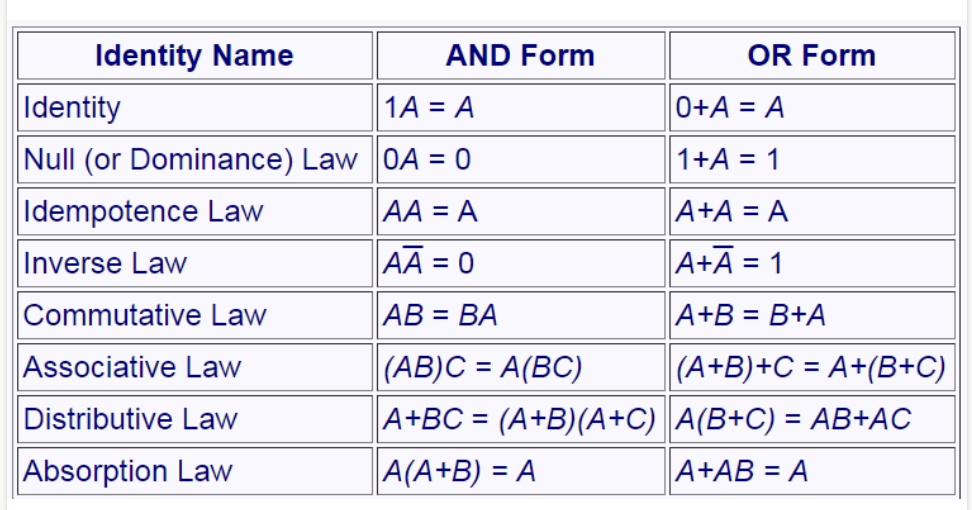 Identity Name AND Form OR Form
Identity 1A = A 0+A = A
Null (or Dominance) Law 0A = 0 1+A = 1
Idempotence Law AA = A A+A = A
Inverse Law AA̅ = 0 A+A̅ = 1
Commutative Law AB = BA A+B = B+A
Associative Law (AB)C = A(BC) (A+B)+C = A+(B+C)
Distributive Law A+BC = (A+B)(A+C) A(B+C) = AB+AC
Absorption Law A(A+B) = A A+AB = A